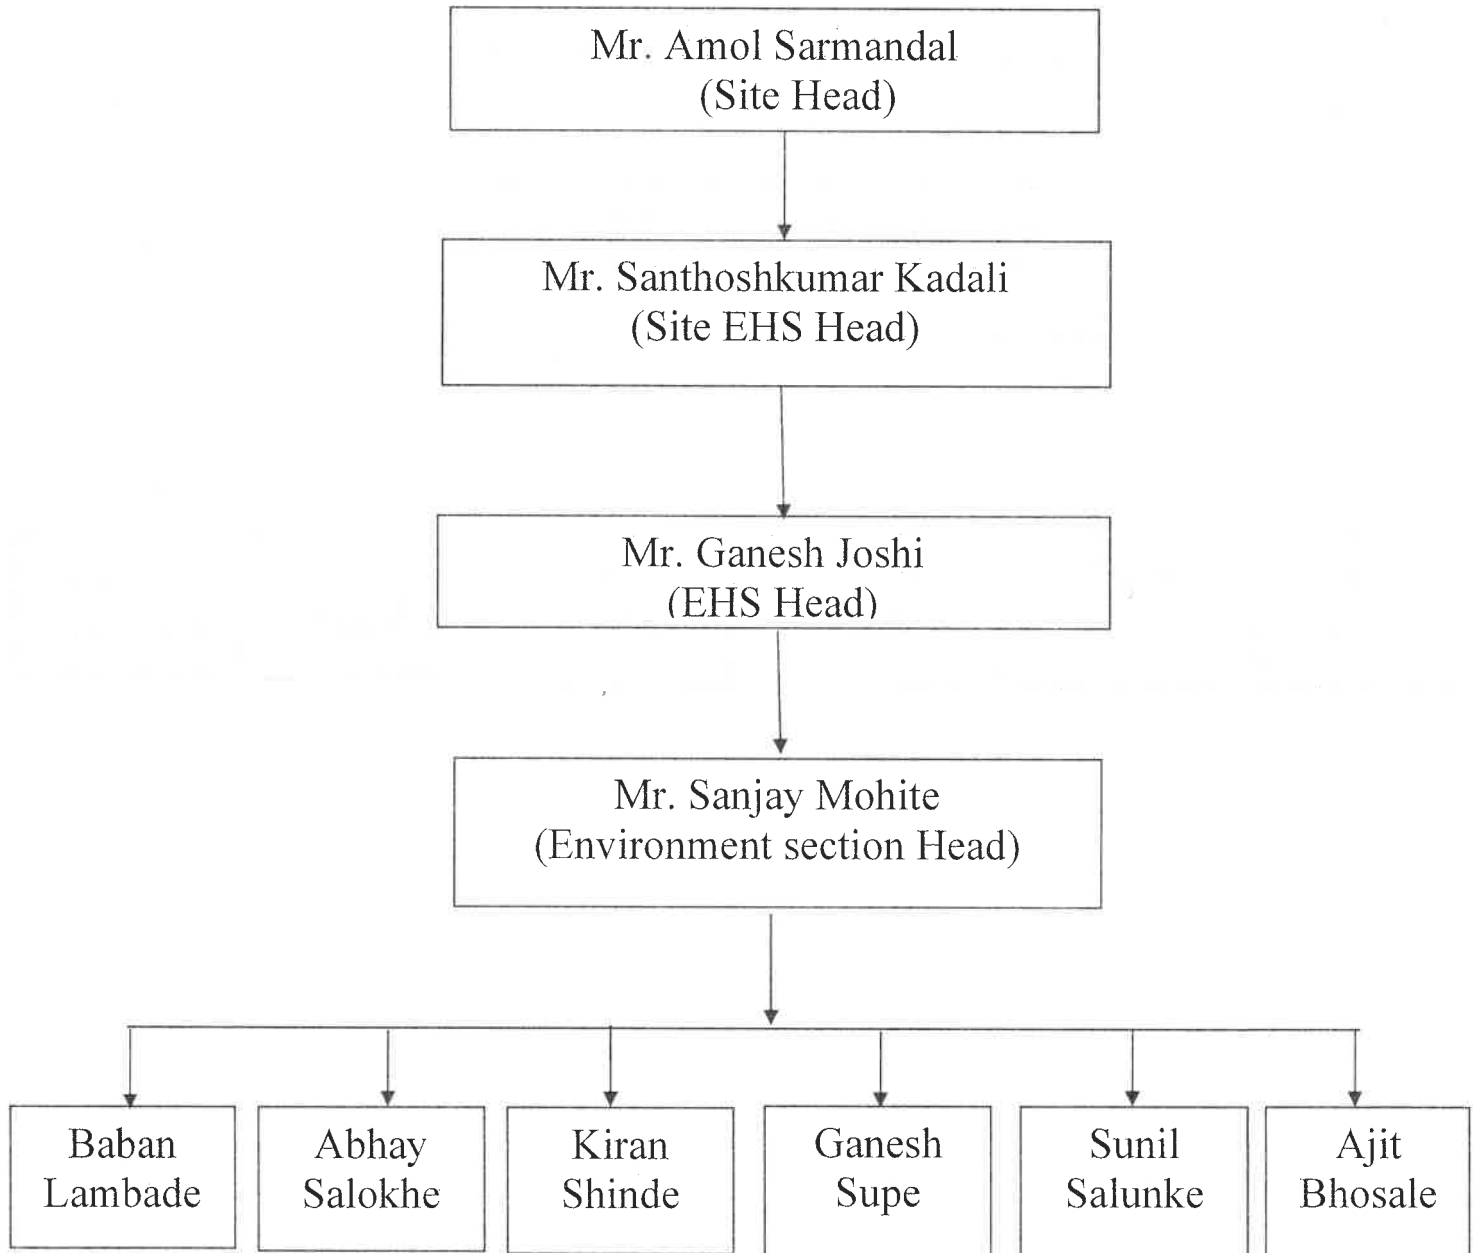 Mr. Amol Sarmandal
(Site Head)
Mr. Santhoshkumar Kadali
(Site EHS Head)
Mr. Ganesh Joshi
(EHS Head)
Mr. Sanjay Mohite
(Environment section Head)
Baban
Lambade
Abhay
Salokhe
Kiran
Shinde
Ganesh
Supe
Sunil
Salunke
Ajit
Bhosale